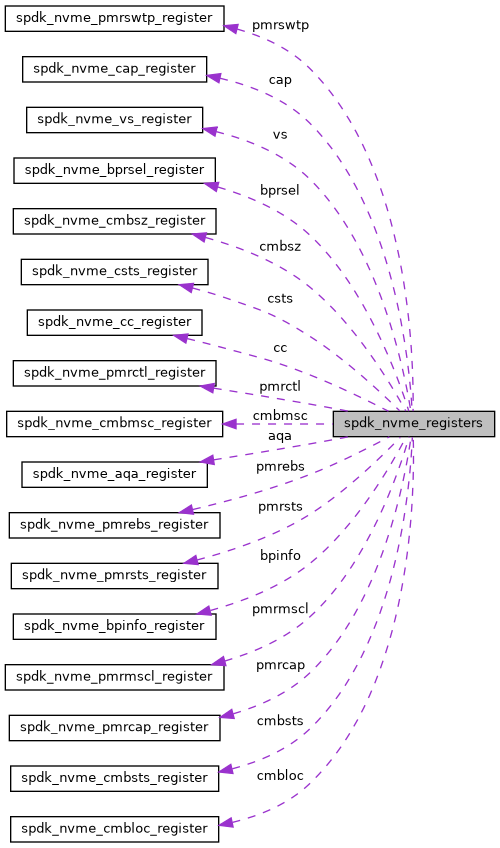 spdk_nvme_pmrswtp_register
pmrswtp
spdk_nvme_cap_register
cap
spdk_nvme_vs_register
vs
spdk_nvme_bprsel_register
bprsel
spdk_nvme_cmbsz_register
cmbsz
spdk_nvme_csts_register
csts
spdk_nvme_cc_register
cc
spdk_nvme_pmrctl_register
pmrctl
spdk_nvme_cmbmsc_register
cmbmsc
spdk_nvme_registers
aqa
spdk_nvme_aqa_register
pmrebs
spdk_nvme_pmrebs_register
pmrsts
spdk_nvme_pmrsts_register
bpinfo
spdk_nvme_bpinfo_register
pmrmscl
spdk_nvme_pmrmscl_register
pmrcap
spdk_nvme_pmrcap_register
cmbsts
spdk_nvme_cmbsts_register
cmbloc
spdk_nvme_cmbloc_register